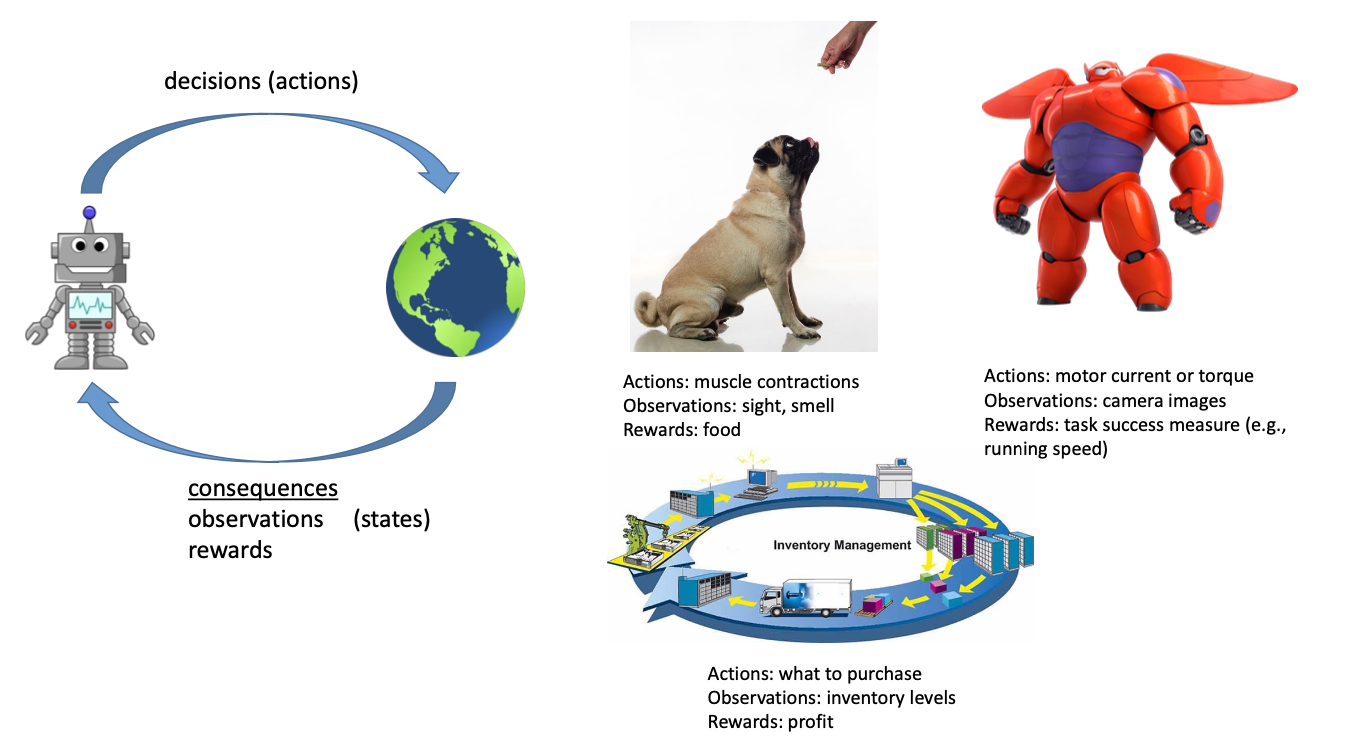 decisions (actions)
consequences
observations (states)
rewards
Actions: muscle contractions
Observations: sight, smell
Rewards: food
Actions: motor current or torque
Observations: camera images
Rewards: task success measure (e.g.,
running speed)
Inventory Management
Actions: what to purchase
Observations: inventory levels
Rewards: profit